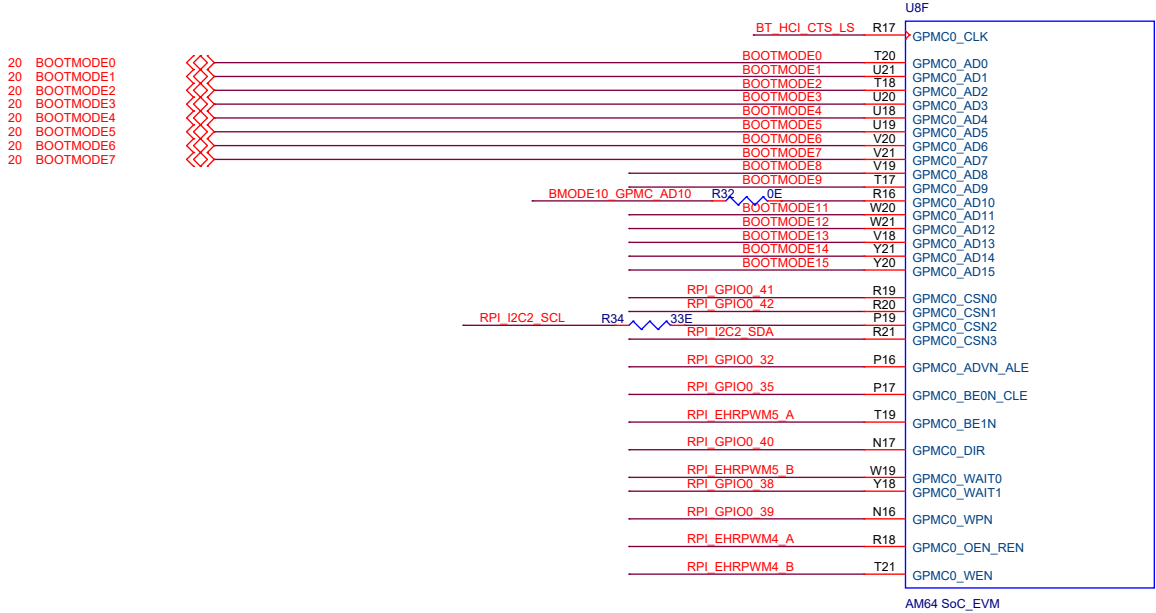 U8F
BT_HCI_CTS_LS R17 GPMC0_CLK
20 BOOTMODE0 BOOTMODE0 T20 GPMC0_AD0
20 BOOTMODE1 BOOTMODE1 U21 GPMC0_AD1
20 BOOTMODE2 BOOTMODE2 T18 GPMC0_AD2
20 BOOTMODE3 BOOTMODE3 U20 GPMC0_AD3
20 BOOTMODE4 BOOTMODE4 U18 GPMC0_AD4
20 BOOTMODE5 BOOTMODE5 U19 GPMC0_AD5
20 BOOTMODE6 BOOTMODE6 V20 GPMC0_AD6
20 BOOTMODE7 BOOTMODE7 V21 GPMC0_AD7
BOOTMODE8 V19 GPMC0_AD8
BOOTMODE9 T17 GPMC0_AD9
BMODE10_GPMC_AD10 R32 0E R16 GPMC0_AD10
BOOTMODE11 W20 GPMC0_AD11
BOOTMODE12 W21 GPMC0_AD12
BOOTMODE13 V18 GPMC0_AD13
BOOTMODE14 Y21 GPMC0_AD14
BOOTMODE15 Y20 GPMC0_AD15
RPI_GPIO0_41 R19 GPMC0_CSN0
RPI_GPIO0_42 R20 GPMC0_CSN1
RPI_I2C2_SCL R34 33E P19 GPMC0_CSN2
RPI_I2C2_SDA R21 GPMC0_CSN3
RPI_GPIO0_32 P16 GPMC0_ADVN_ALE
RPI_GPIO0_35 P17 GPMC0_BE0N_CLE
RPI_EHRPWM5_A T19 GPMC0_BE1N
RPI_GPIO0_40 N17 GPMC0_DIR
RPI_EHRPWM5_B W19 GPMC0_WAIT0
RPI_GPIO0_38 Y18 GPMC0_WAIT1
RPI_GPIO0_39 N16 GPMC0_WPN
RPI_EHRPWM4_A R18 GPMC0_OEN_REN
RPI_EHRPWM4_B T21 GPMC0_WEN
AM64 SoC_EVM